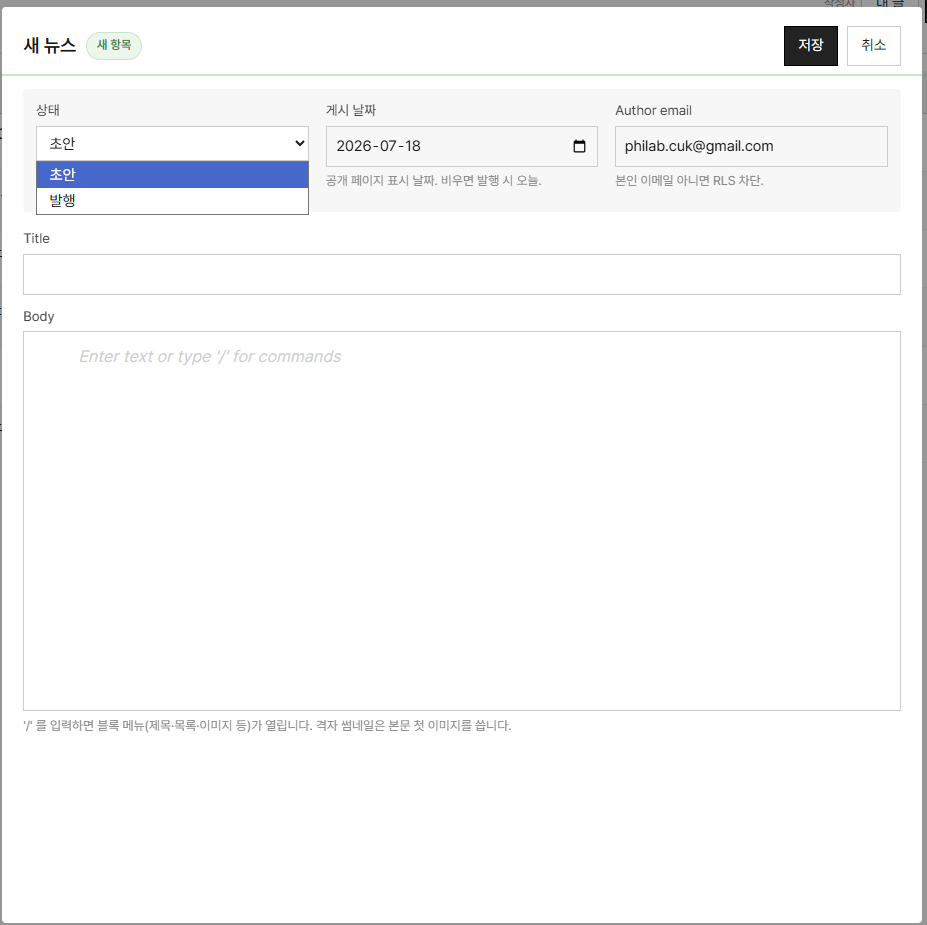 새 뉴스 새 항목 저장 취소
상태 게시 날짜 Author email
초안 2026-07-18 philab.cuk@gmail.com
초안 공개 페이지 표시 날짜. 비우면 발행 시 오늘. 본인 이메일 아니면 RLS 차단.
발행
Title
Body
Enter text or type '/' for commands
'/' 를 입력하면 블록 메뉴(제목·목록·이미지 등)가 열립니다. 격자 썸네일은 본문 첫 이미지를 씁니다.